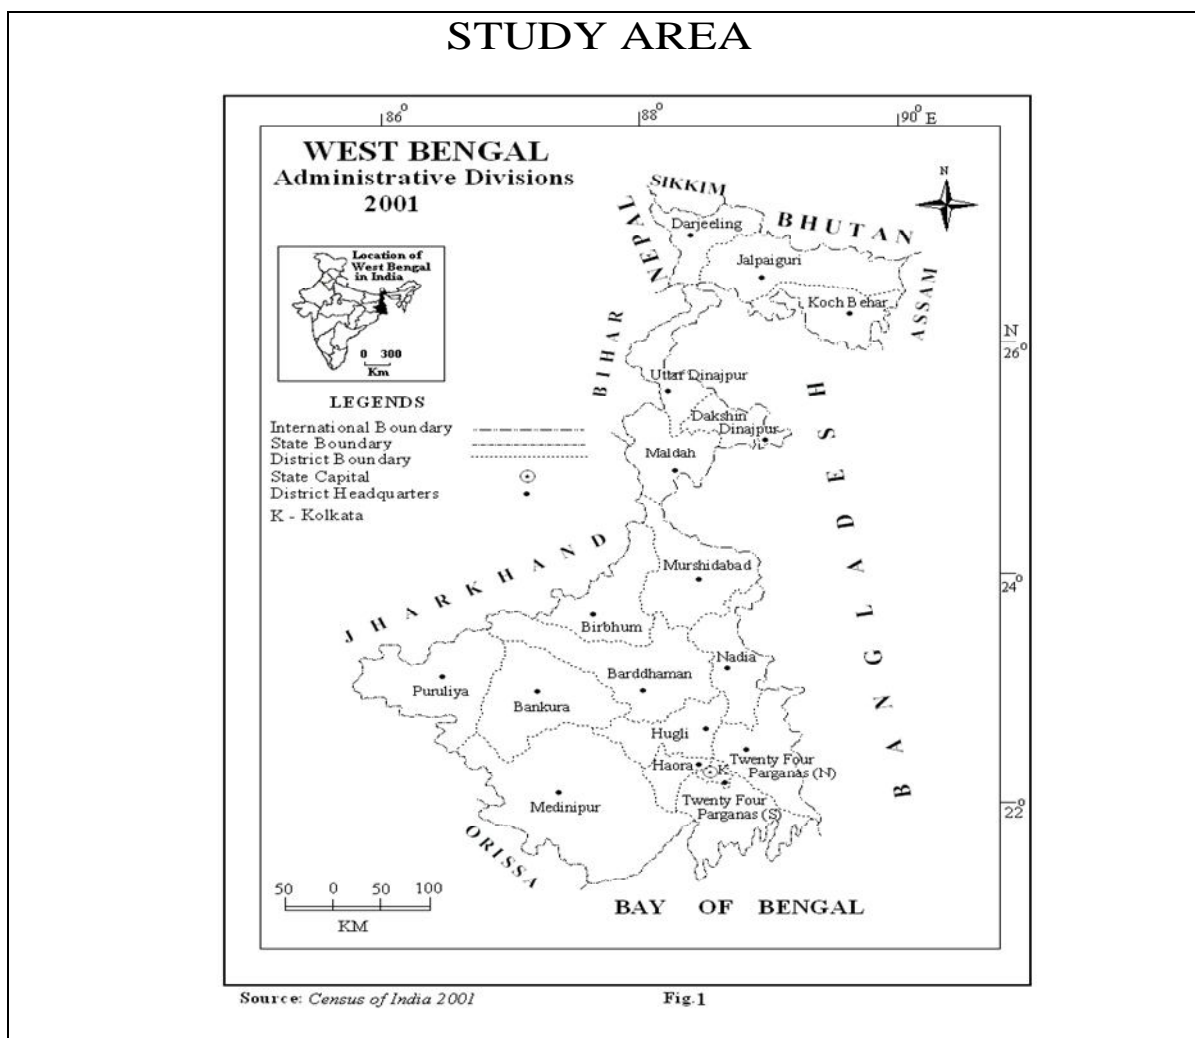 STUDY AREA
86° 88° 90° E
WEST BENGAL
Administrative Divisions
2001
N
SIKKIM
NEPAL
BHUTAN
Darjeeling
Jalpaiguri
Koch Behar
ASSAM
Location of
West Bengal
in India
0 300
Km
BIHAR
N
26°
Uttar Dinajpur
Dakshin
Dinajpur
Maldah
LEGENDS
International Boundary
State Boundary
District Boundary
State Capital
District Headquarters
K - Kolkata
BANGLADESH
JHARKHAND
Murshidabad
24°
Birbhum
Nadia
Puruliya
Bankura
Barddhaman
Hugli
Haora
K
Twenty Four
Parganas (N)
Medinipur
Twenty Four
Parganas (S)
22°
ORISSA
50 0 50 100
KM
BAY OF BENGAL
Source: Census of India 2001
Fig.1